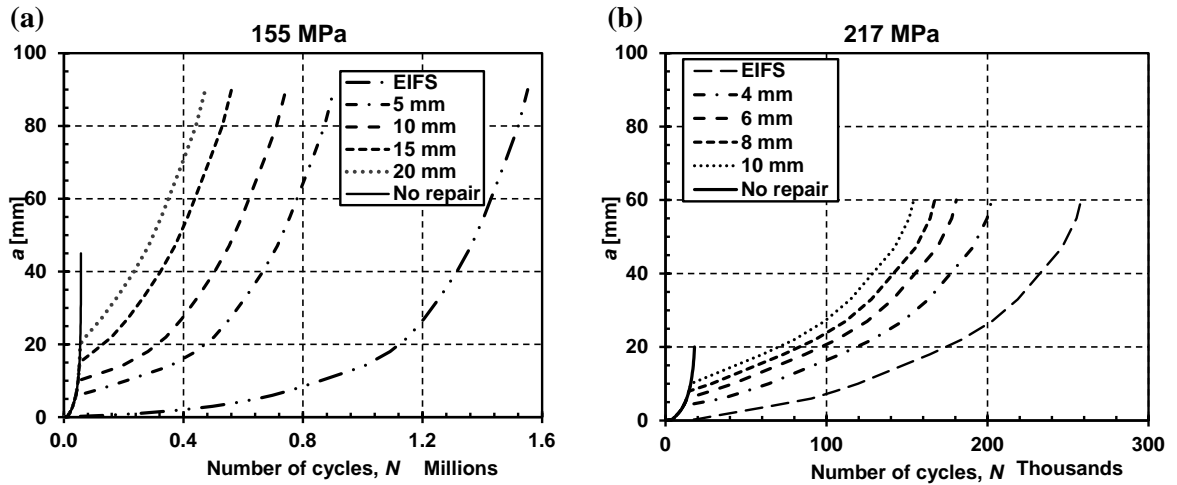 (a)
155 MPa
100
80
60
40
20
0
a [mm]
EIFS
5 mm
10 mm
15 mm
20 mm
No repair
0.0 0.4 0.8 1.2 1.6
Number of cycles, N Millions
(b)
217 MPa
100
80
60
40
20
0
a [mm]
EIFS
4 mm
6 mm
8 mm
10 mm
No repair
0 100 200 300
Number of cycles, N Thousands